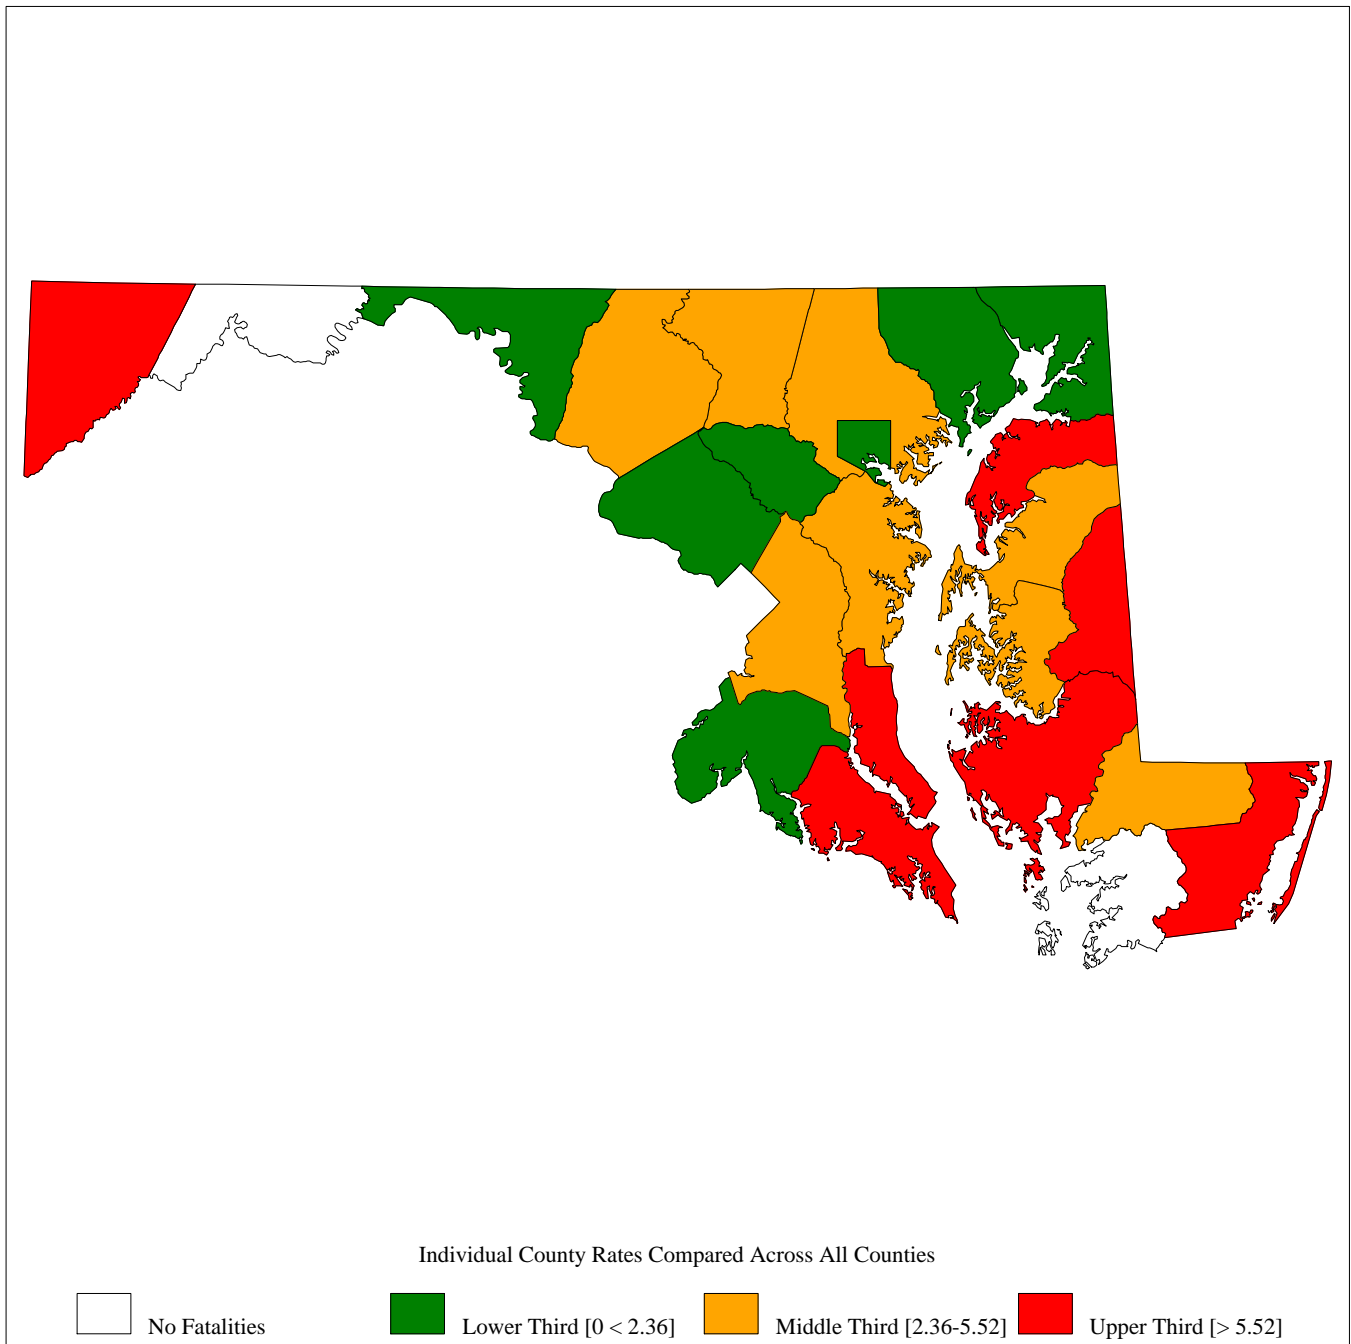 Individual County Rates Compared Across All Counties
No Fatalities Lower Third [0 < 2.36] Middle Third [2.36-5.52] Upper Third [> 5.52]